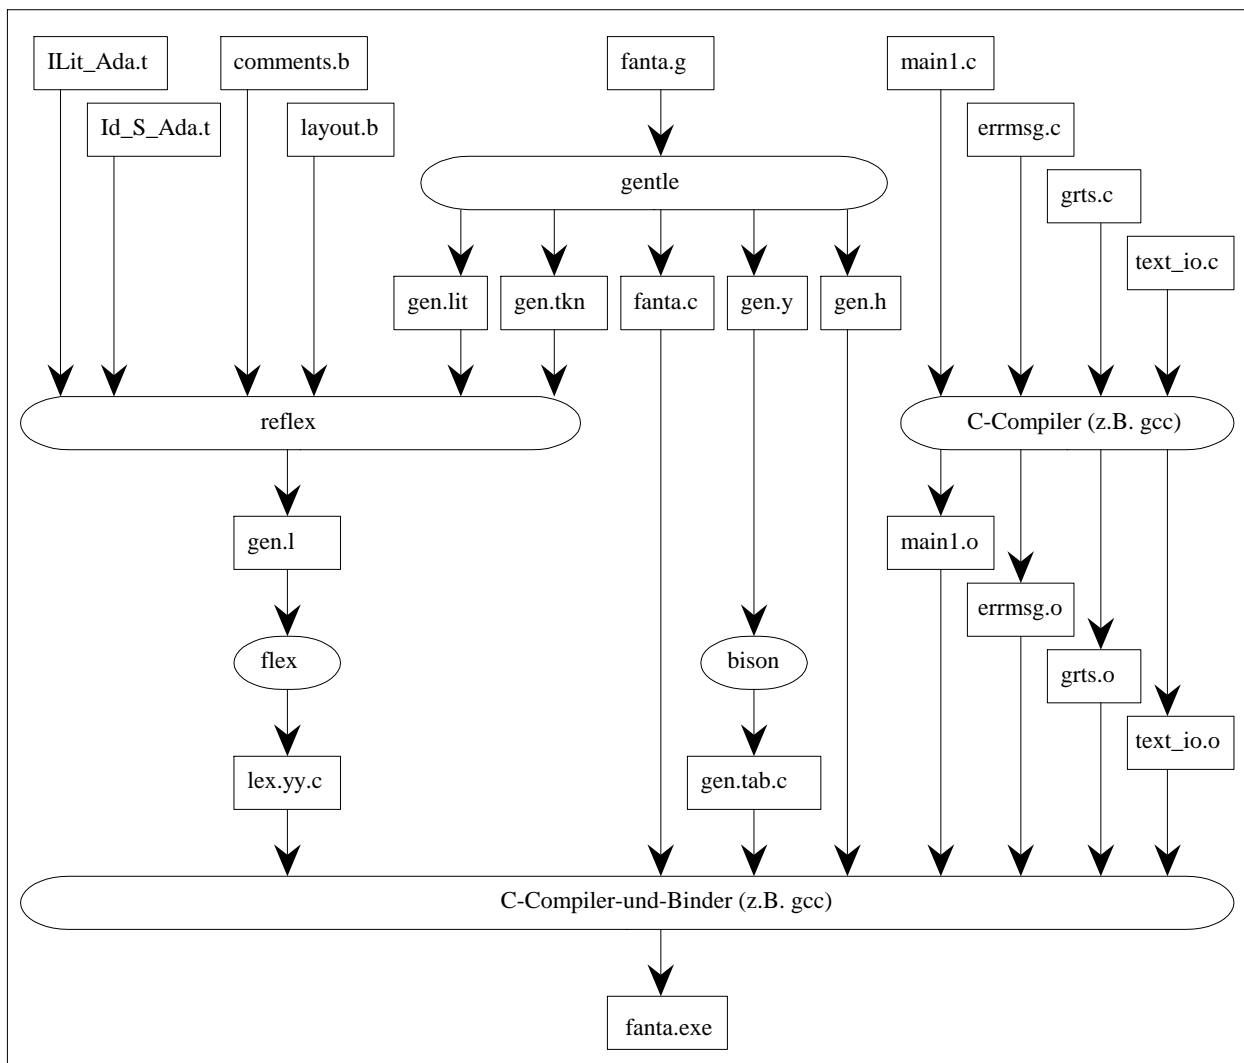 ILit_Ada.t
comments.b
fanta.g
main1.c
Id_S_Ada.t
layout.b
errmsg.c
gentle
grts.c
text_io.c
gen.lit
gen.tkn
fanta.c
gen.y
gen.h
reflex
C-Compiler (z.B. gcc)
gen.l
main1.o
errmsg.o
flex
bison
grts.o
text_io.o
lex.yy.c
gen.tab.c
C-Compiler-und-Binder (z.B. gcc)
fanta.exe